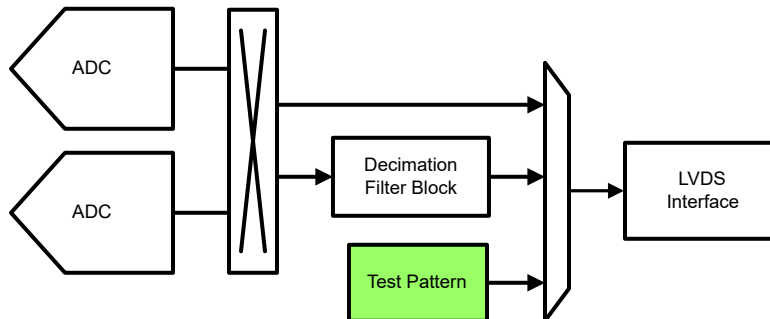 ADC
ADC
Decimation
Filter Block
Test Pattern
LVDS
Interface